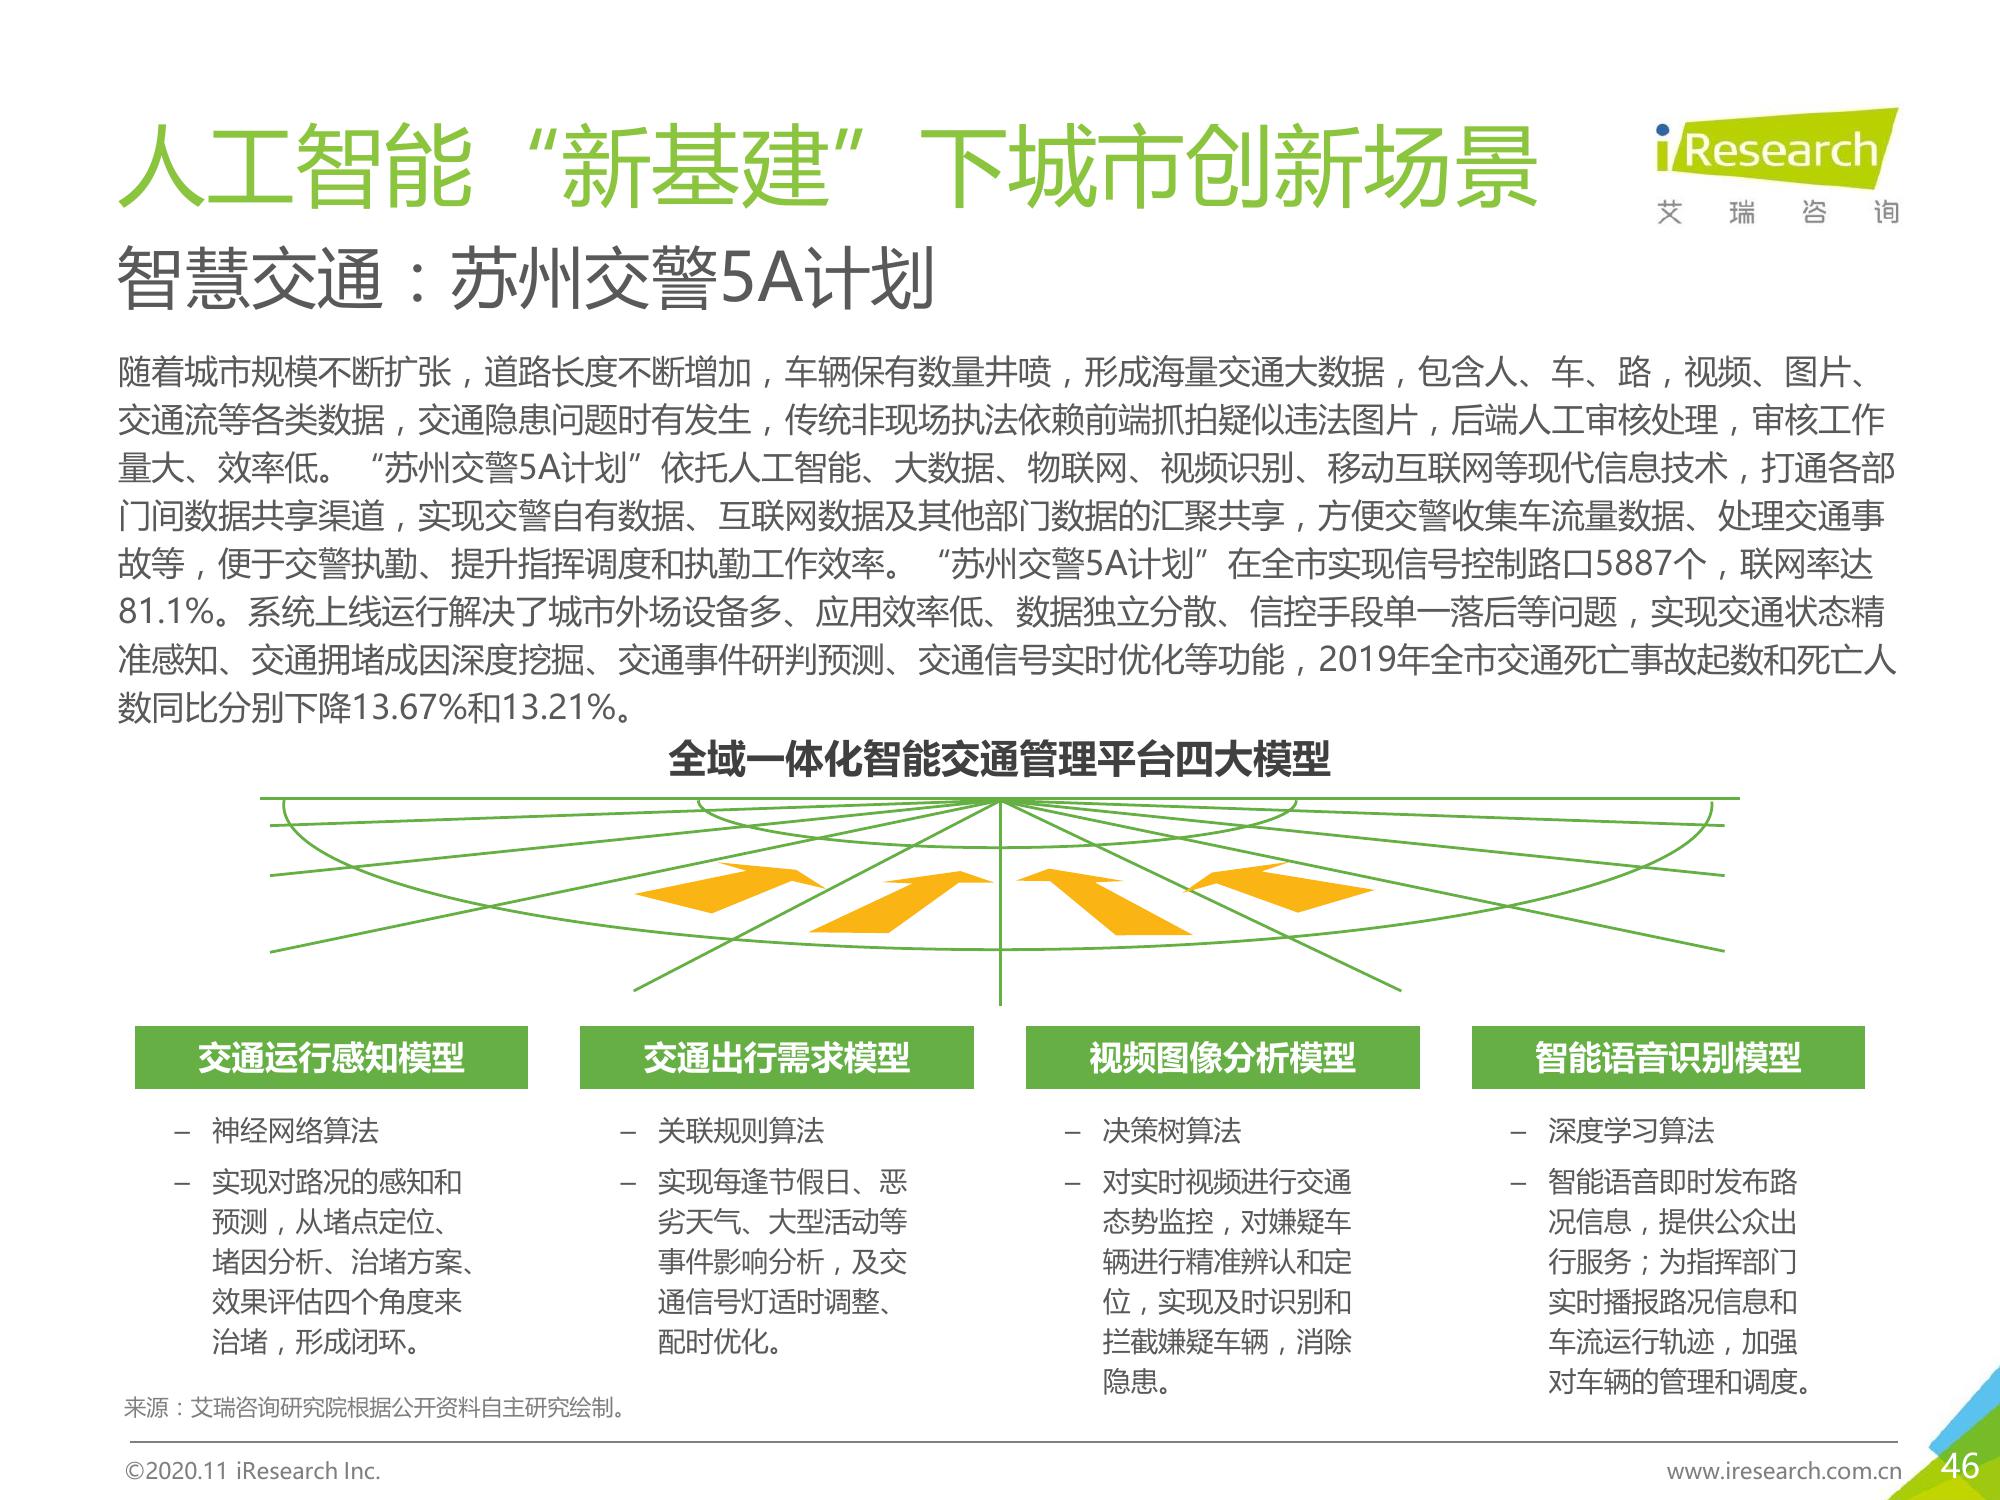 人工智能“新基建”下城市创新场景
iResearch
艾瑞咨询
智慧交通：苏州交警5A计划
随着城市规模不断扩张，道路长度不断增加，车辆保有数量井喷，形成海量交通大数据，包含人、车、路，视频、图片、
交通流等各类数据，交通隐患问题时有发生，传统非现场执法依赖前端抓拍疑似违法图片，后端人工审核处理，审核工作
量大、效率低。“苏州交警5A计划”依托人工智能、大数据、物联网、视频识别、移动互联网等现代信息技术，打通各部
门间数据共享渠道，实现交警自有数据、互联网数据及其他部门数据的汇聚共享，方便交警收集车流量数据、处理交通事
故等，便于交警执勤、提升指挥调度和执勤工作效率。“苏州交警5A计划”在全市实现信号控制路口5887个，联网率达
81.1%。系统上线运行解决了城市外场设备多、应用效率低、数据独立分散、信控手段单一落后等问题，实现交通状态精
准感知、交通拥堵成因深度挖掘、交通事件研判预测、交通信号实时优化等功能，2019年全市交通死亡事故起数和死亡人
数同比分别下降13.67%和13.21%。
全域一体化智能交通管理平台四大模型
交通运行感知模型
– 神经网络算法
– 实现对路况的感知和
预测，从堵点定位、
堵因分析、治堵方案、
效果评估四个角度来
治堵，形成闭环。
交通出行需求模型
– 关联规则算法
– 实现每逢节假日、恶
劣天气、大型活动等
事件影响分析，及交
通信号灯适时调整、
配时优化。
视频图像分析模型
– 决策树算法
– 对实时视频进行交通
态势监控，对嫌疑车
辆进行精准辨认和定
位，实现及时识别和
拦截嫌疑车辆，消除
隐患。
智能语音识别模型
– 深度学习算法
– 智能语音即时发布路
况信息，提供公众出
行服务；为指挥部门
实时播报路况信息和
车流运行轨迹，加强
对车辆的管理和调度。
来源：艾瑞咨询研究院根据公开资料自主研究绘制。
©2020.11 iResearch Inc.
www.iresearch.com.cn
46